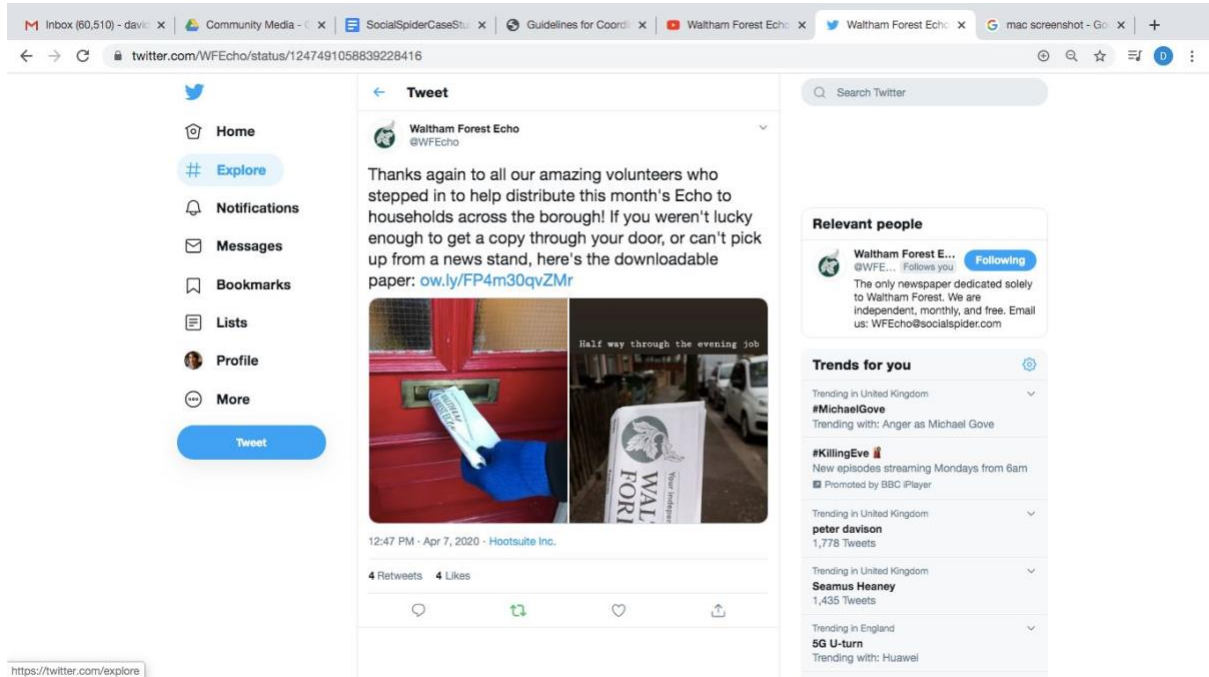 Inbox (60,510) - davic
Community Media - C
SocialSpiderCaseStu
Guidelines for Coordi
Waltham Forest Echo
Waltham Forest Echo
mac screenshot - Go
twitter.com/WFEcho/status/1247491058839228416
Home
Explore
Notifications
Messages
Bookmarks
Lists
Profile
More
Tweet
Tweet
Waltham Forest Echo
@WFEcho
Thanks again to all our amazing volunteers who
stepped in to help distribute this month's Echo to
households across the borough! If you weren't lucky
enough to get a copy through your door, or can't pick
up from a news stand, here's the downloadable
paper: ow.ly/FP4m30qvZMr
WALTHAM
FOREST ECHO
Half way through the evening job
Your indepen
WAL
FORE
12:47 PM · Apr 7, 2020 · Hootsuite Inc.
4 Retweets 4 Likes
Search Twitter
Relevant people
Waltham Forest E...
@WFE... Follows you
Following
The only newspaper dedicated solely
to Waltham Forest. We are
independent, monthly, and free. Email
us: WFEcho@socialspider.com
Trends for you
Trending in United Kingdom
#MichaelGove
Trending with: Anger as Michael Gove
#KillingEve
New episodes streaming Mondays from 6am
Promoted by BBC iPlayer
Trending in United Kingdom
peter davison
1,778 Tweets
Trending in United Kingdom
Seamus Heaney
1,435 Tweets
Trending in England
5G U-turn
Trending with: Huawei
https://twitter.com/explore